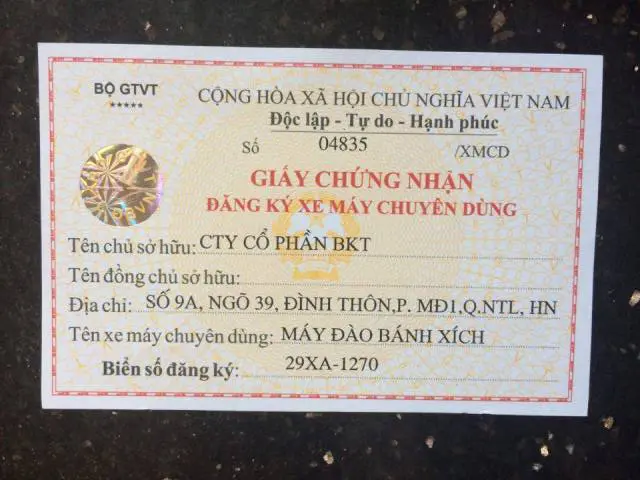 BỘ GTVT
★★★★★
CỘNG HÒA XÃ HỘI CHỦ NGHĨA VIỆT NAM
Độc lập - Tự do - Hạnh phúc
Số 04835 /XMCD
GIẤY CHỨNG NHẬN
ĐĂNG KÝ XE MÁY CHUYÊN DÙNG
Tên chủ sở hữu: CTY CỔ PHẦN BKT
Tên đồng chủ sở hữu:
Địa chỉ: SỐ 9A, NGÕ 39, ĐÌNH THÔN,P. MĐ1,Q.NTL, HN
Tên xe máy chuyên dùng: MÁY ĐÀO BÁNH XÍCH
Biển số đăng ký: 29XA-1270